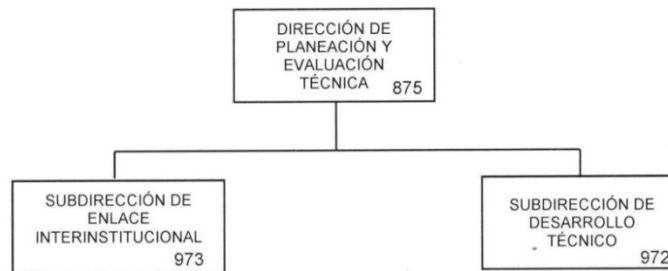 DIRECCIÓN DE
PLANEACIÓN Y
EVALUACIÓN
TÉCNICA
875
SUBDIRECCIÓN DE
ENLACE
INTERINSTITUCIONAL
973
SUBDIRECCIÓN DE
DESARROLLO
TÉCNICO
972